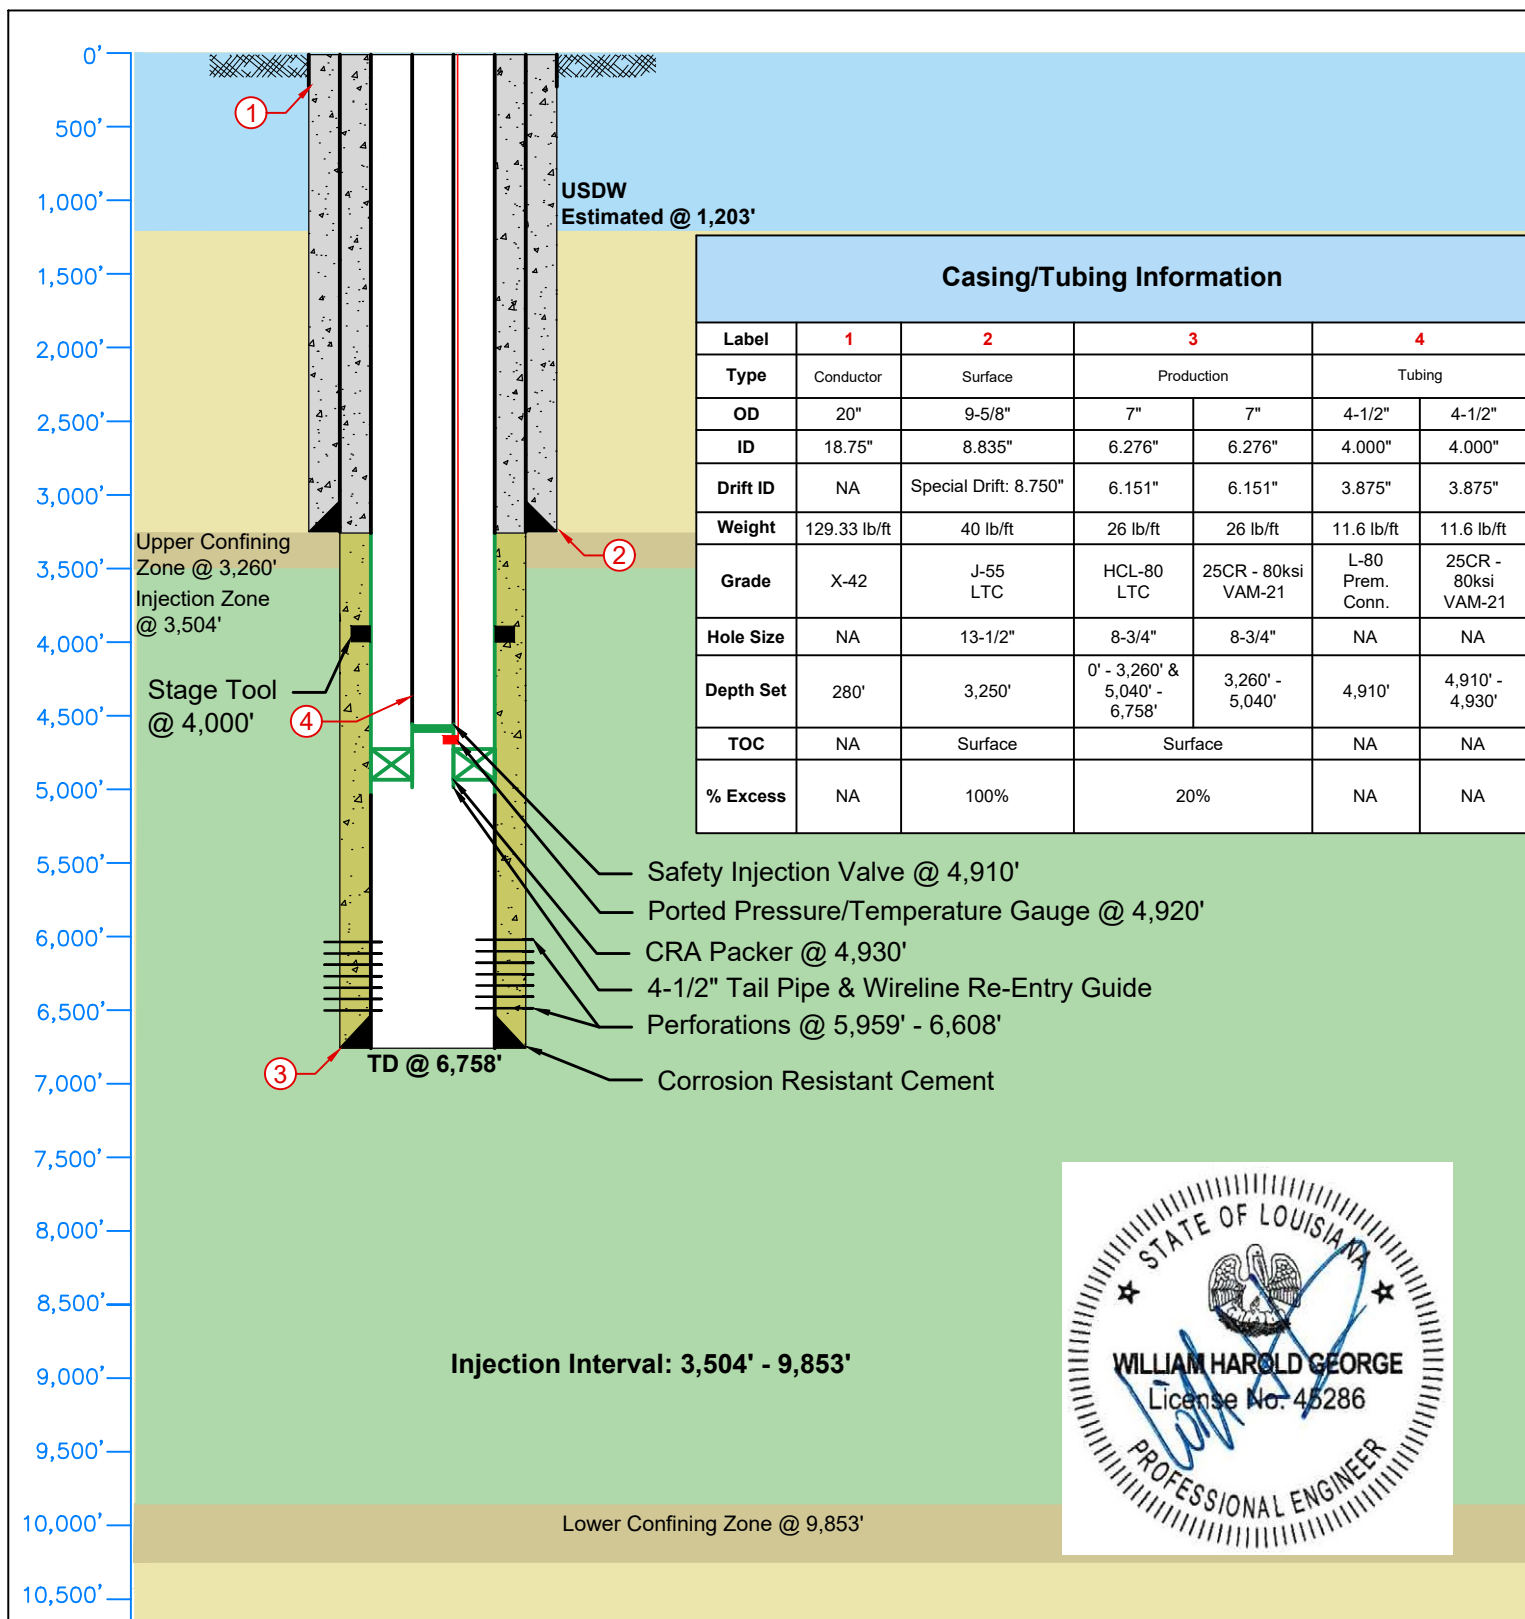 0'
500'
1,000'
1,500'
2,000'
2,500'
3,000'
3,500'
4,000'
4,500'
5,000'
5,500'
6,000'
6,500'
7,000'
7,500'
8,000'
8,500'
9,000'
9,500'
10,000'
10,500'
1
USDW
Estimated @ 1,203'
Casing/Tubing Information
Label 1 2 3 4
Type Conductor Surface Production Tubing
OD 20" 9-5/8" 7" 7" 4-1/2" 4-1/2"
ID 18.75" 8.835" 6.276" 6.276" 4.000" 4.000"
Drift ID NA Special Drift: 8.750" 6.151" 6.151" 3.875" 3.875"
Weight 129.33 lb/ft 40 lb/ft 26 lb/ft 26 lb/ft 11.6 lb/ft 11.6 lb/ft
Grade X-42 J-55 LTC HCL-80 LTC 25CR - 80ksi VAM-21 L-80 Prem. Conn. 25CR - 80ksi VAM-21
Hole Size NA 13-1/2" 8-3/4" 8-3/4" NA NA
Depth Set 280' 3,250' 0' - 3,260' & 5,040' - 6,758' 3,260' - 5,040' 4,910' 4,910' - 4,930'
TOC NA Surface Surface NA NA
% Excess NA 100% 20% NA NA
Upper Confining
Zone @ 3,260'
2
Injection Zone
@ 3,504'
Stage Tool
@ 4,000'
4
Safety Injection Valve @ 4,910'
Ported Pressure/Temperature Gauge @ 4,920'
CRA Packer @ 4,930'
4-1/2" Tail Pipe & Wireline Re-Entry Guide
Perforations @ 5,959' - 6,608'
3
TD @ 6,758'
Corrosion Resistant Cement
STATE OF LOUISIANA
WILLIAM HAROLD GEORGE
License No. 45286
PROFESSIONAL ENGINEER
Injection Interval: 3,504' - 9,853'
Lower Confining Zone @ 9,853'